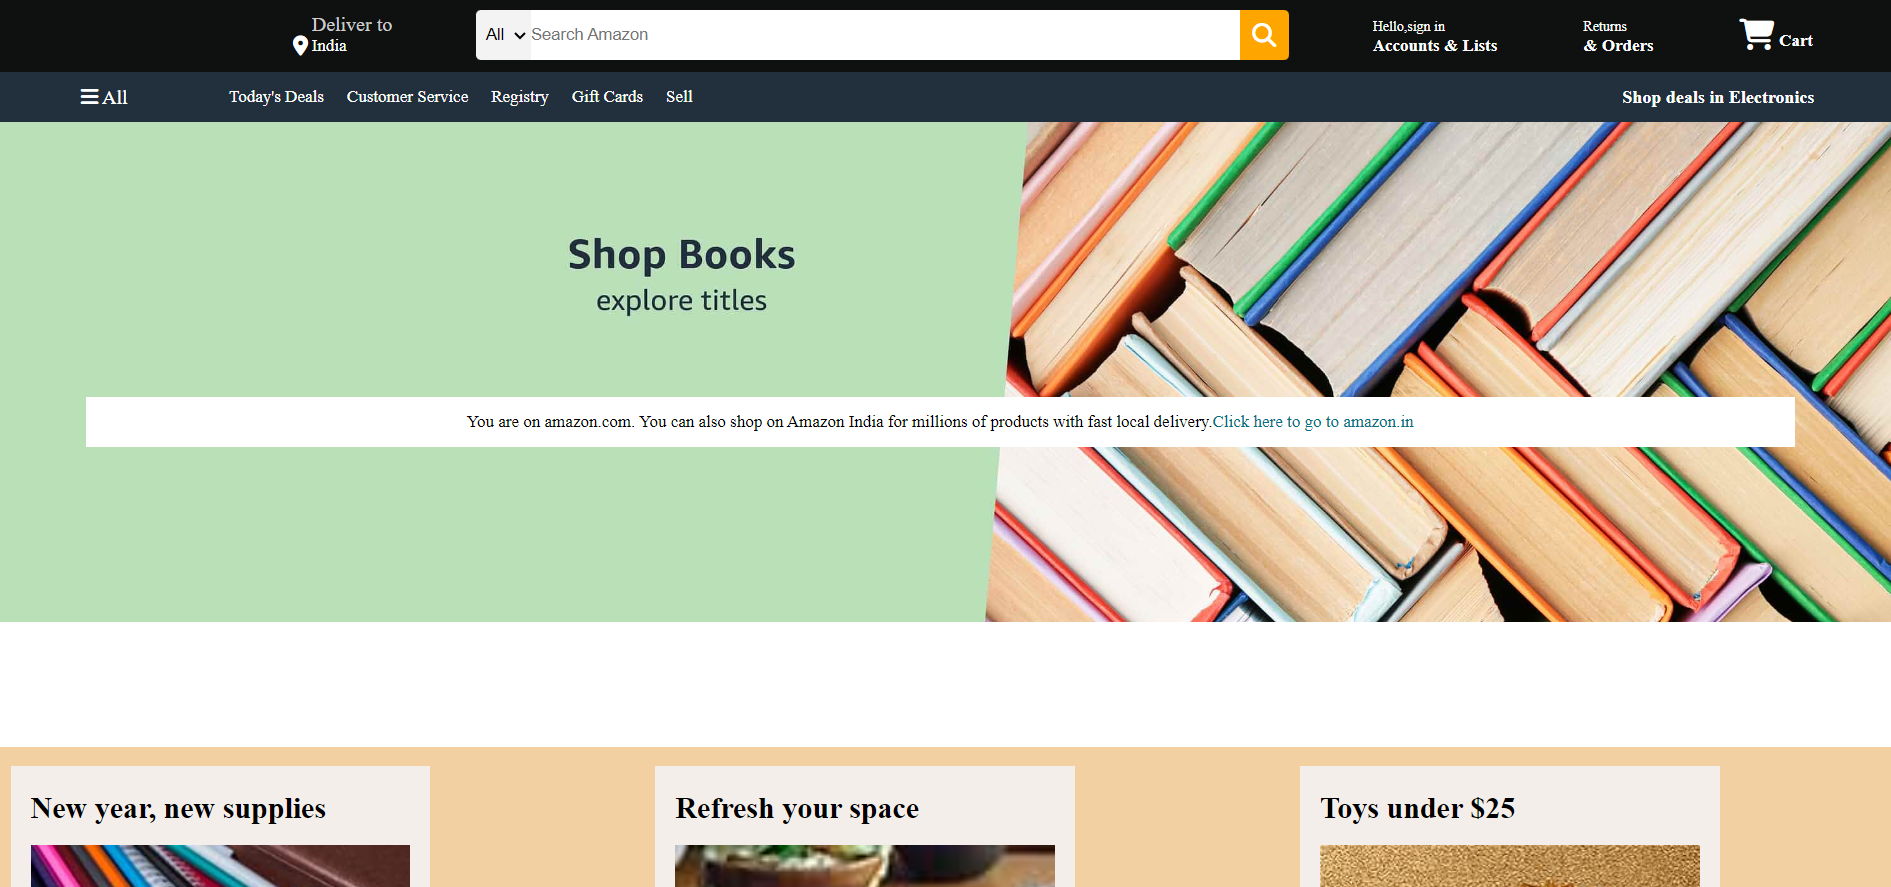 Deliver to
India
All
Search Amazon
Hello,sign in
Accounts & Lists
Returns
& Orders
Cart
All
Today's Deals
Customer Service
Registry
Gift Cards
Sell
Shop deals in Electronics
Shop Books
explore titles
You are on amazon.com. You can also shop on Amazon India for millions of products with fast local delivery.Click here to go to amazon.in
New year, new supplies
Refresh your space
Toys under $25